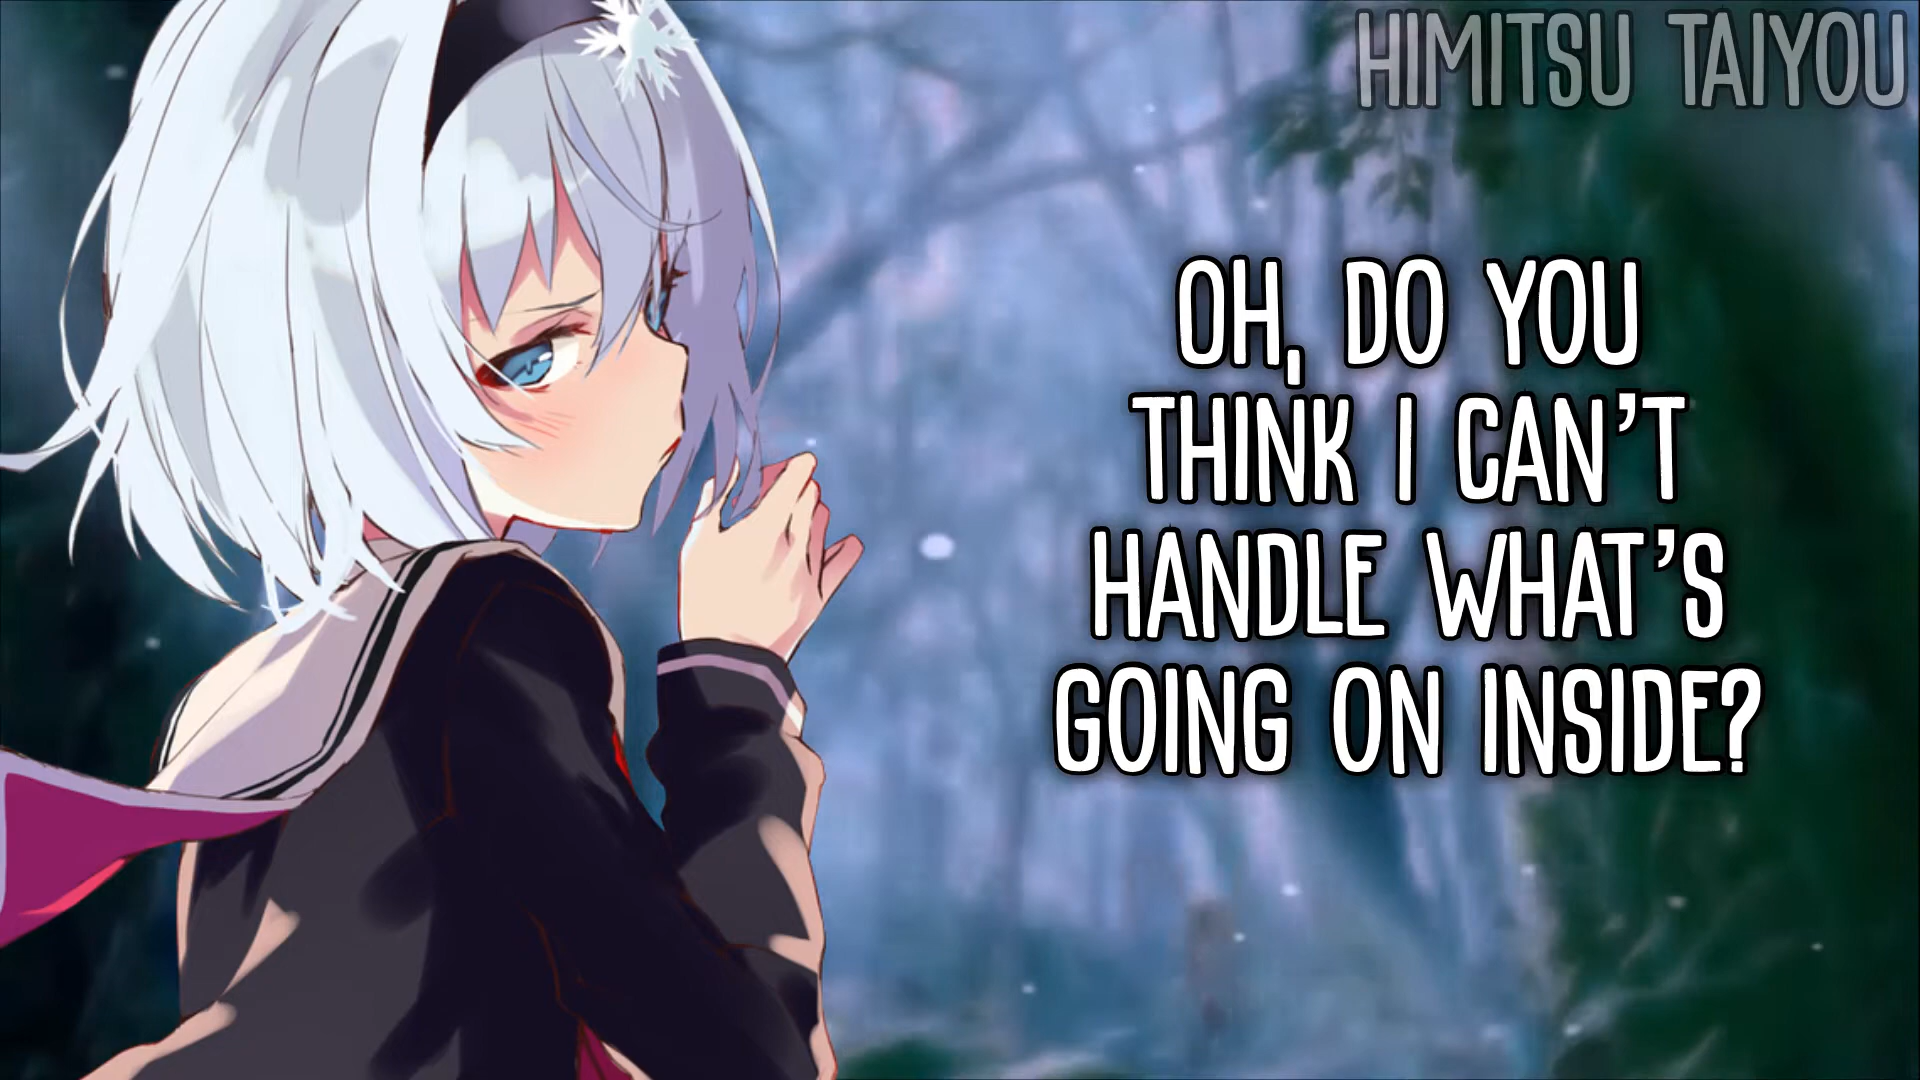 HIMITSU TAIYOU
OH, DO YOU
THINK I CAN'T
HANDLE WHAT'S
GOING ON INSIDE?